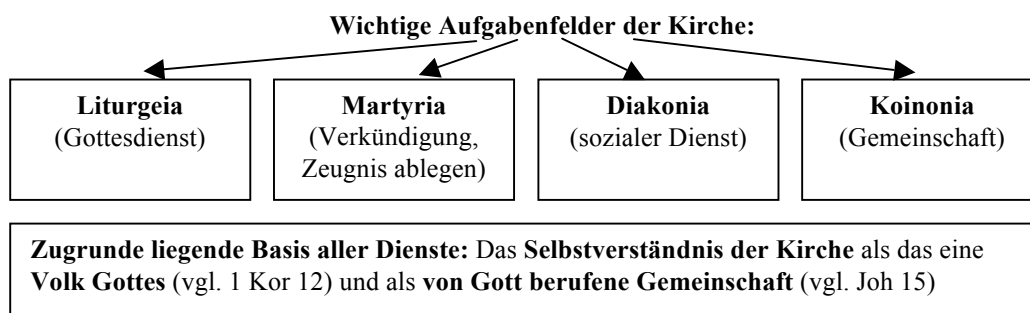 Wichtige Aufgabenfelder der Kirche:
Liturgeia
(Gottesdienst)
Martyria
(Verkündigung,
Zeugnis ablegen)
Diakonia
(sozialer Dienst)
Koinonia
(Gemeinschaft)
Zugrunde liegende Basis aller Dienste: Das Selbstverständnis der Kirche als das eine
Volk Gottes (vgl. 1 Kor 12) und als von Gott berufene Gemeinschaft (vgl. Joh 15)